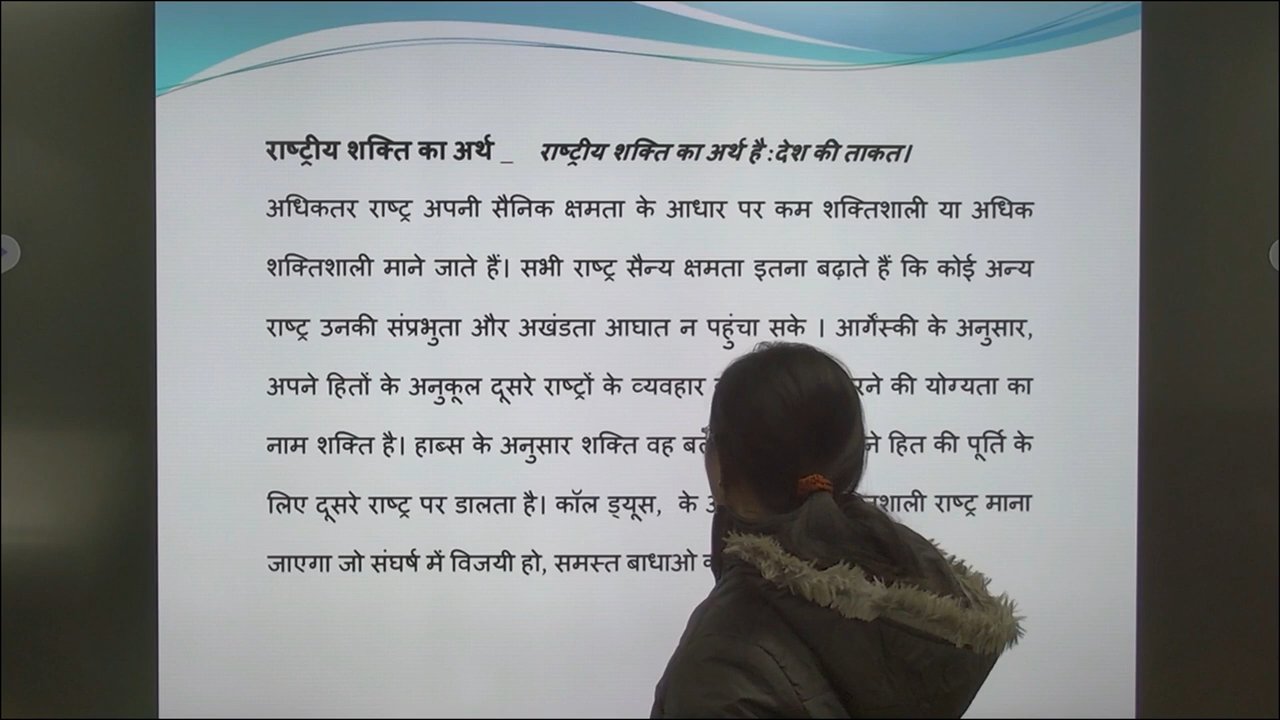 राष्ट्रीय शक्ति का अर्थ _ राष्ट्रीय शक्ति का अर्थ है :देश की ताकत।
अधिकतर राष्ट्र अपनी सैनिक क्षमता के आधार पर कम शक्तिशाली या अधिक
शक्तिशाली माने जाते हैं। सभी राष्ट्र सैन्य क्षमता इतना बढ़ाते हैं कि कोई अन्य
राष्ट्र उनकी संप्रभुता और अखंडता आघात न पहुंचा सके । आर्गेंस्की के अनुसार,
अपने हितों के अनुकूल दूसरे राष्ट्रों के व्यवहार की योग्यता का
नाम शक्ति है। हाब्स के अनुसार शक्ति वह हित की पूर्ति के
लिए दूसरे राष्ट्र पर डालता है। कॉल ड्यूस, के राष्ट्र माना
जाएगा जो संघर्ष में विजयी हो, समस्त बाधाओ